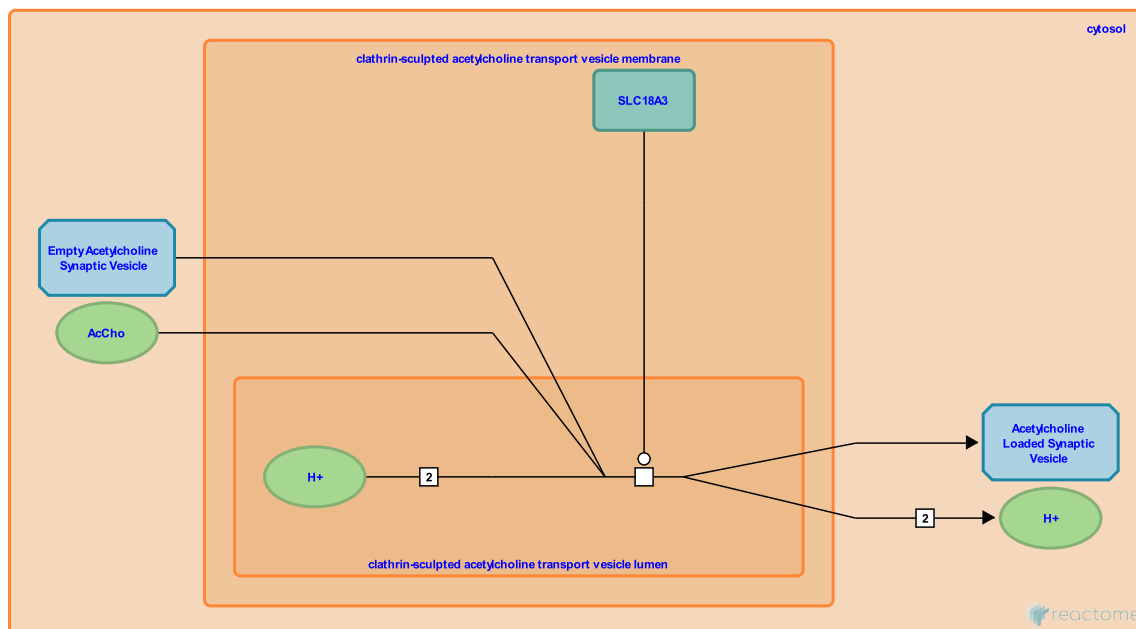 cytosol
clathrin-sculpted acetylcholine transport vesicle membrane
SLC18A3
Empty Acetylcholine
Synaptic Vesicle
AcCho
Acetylcholine
Loaded Synaptic
Vesicle
H+
2
2
H+
clathrin-sculpted acetylcholine transport vesicle lumen
reactome